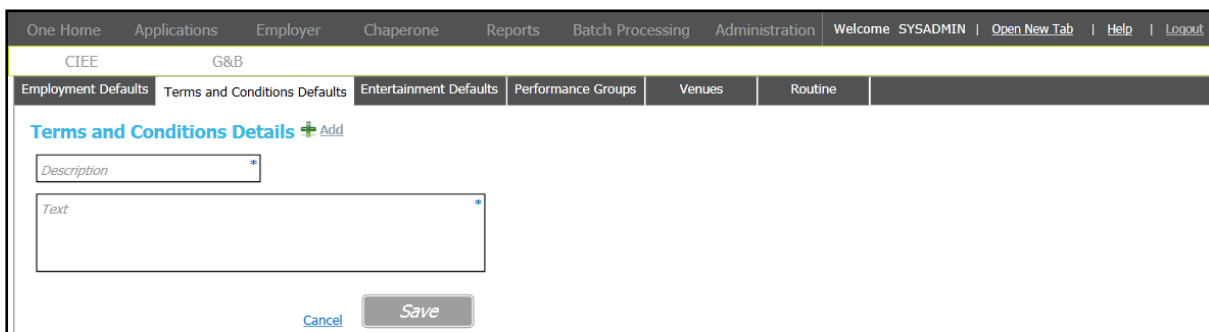 One Home Applications Employer Chaperone Reports Batch Processing Administration Welcome SYSADMIN | Open New Tab | Help | Logout
CIEE G&B
Employment Defaults Terms and Conditions Defaults Entertainment Defaults Performance Groups Venues Routine
Terms and Conditions Details Add
Description *
Text *
Cancel Save